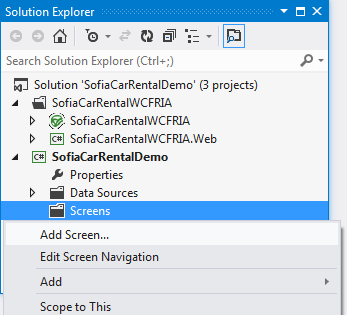 Solution Explorer
Search Solution Explorer (Ctrl+;)
Solution 'SofiaCarRentalDemo' (3 projects)
SofiaCarRentalWCFRIA
SofiaCarRentalWCFRIA
C# SofiaCarRentalWCFRIA.Web
C# SofiaCarRentalDemo
Properties
Data Sources
Screens
Add Screen...
Edit Screen Navigation
Add
Scope to This